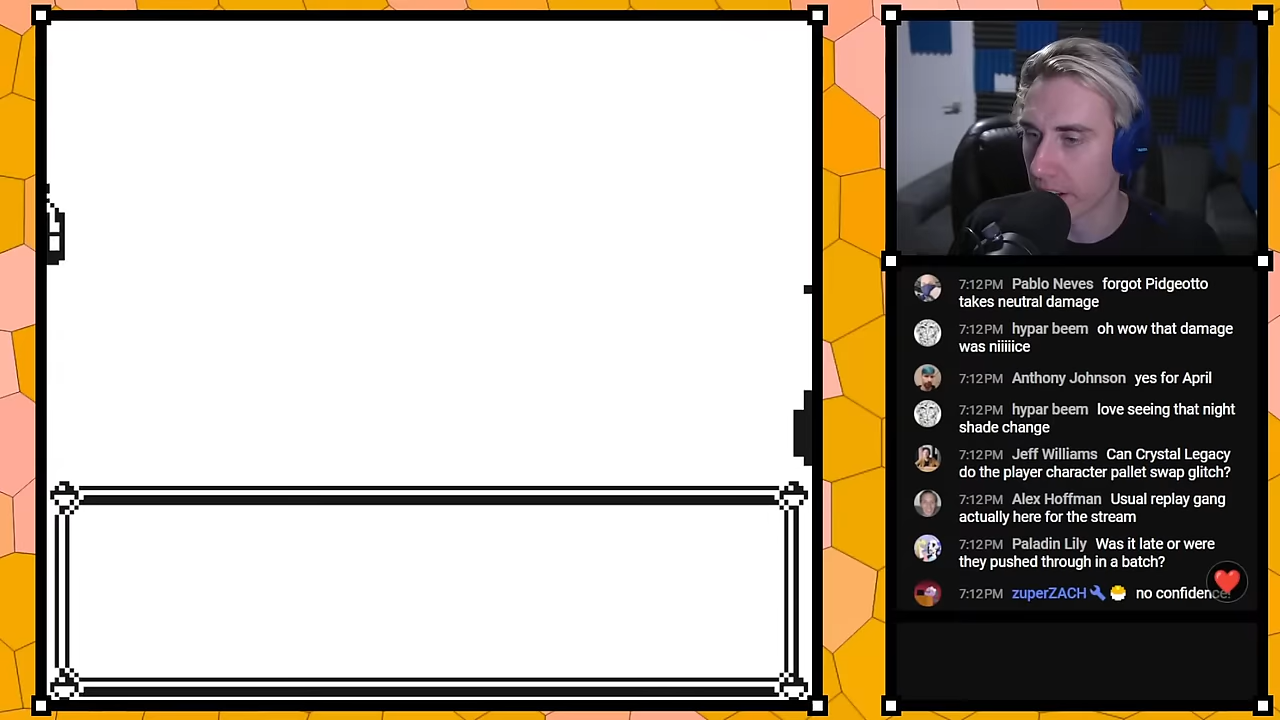 7:12PM Pablo Neves forgot Pidgeotto
takes neutral damage
7:12PM hypar beem oh wow that damage
was niiiiice
7:12PM Anthony Johnson yes for April
7:12PM hypar beem love seeing that night
shade change
7:12PM Jeff Williams Can Crystal Legacy
do the player character pallet swap glitch?
7:12PM Alex Hoffman Usual replay gang
actually here for the stream
7:12PM Paladin Lily Was it late or were
they pushed through in a batch?
7:12PM zuperZACH no confidence!